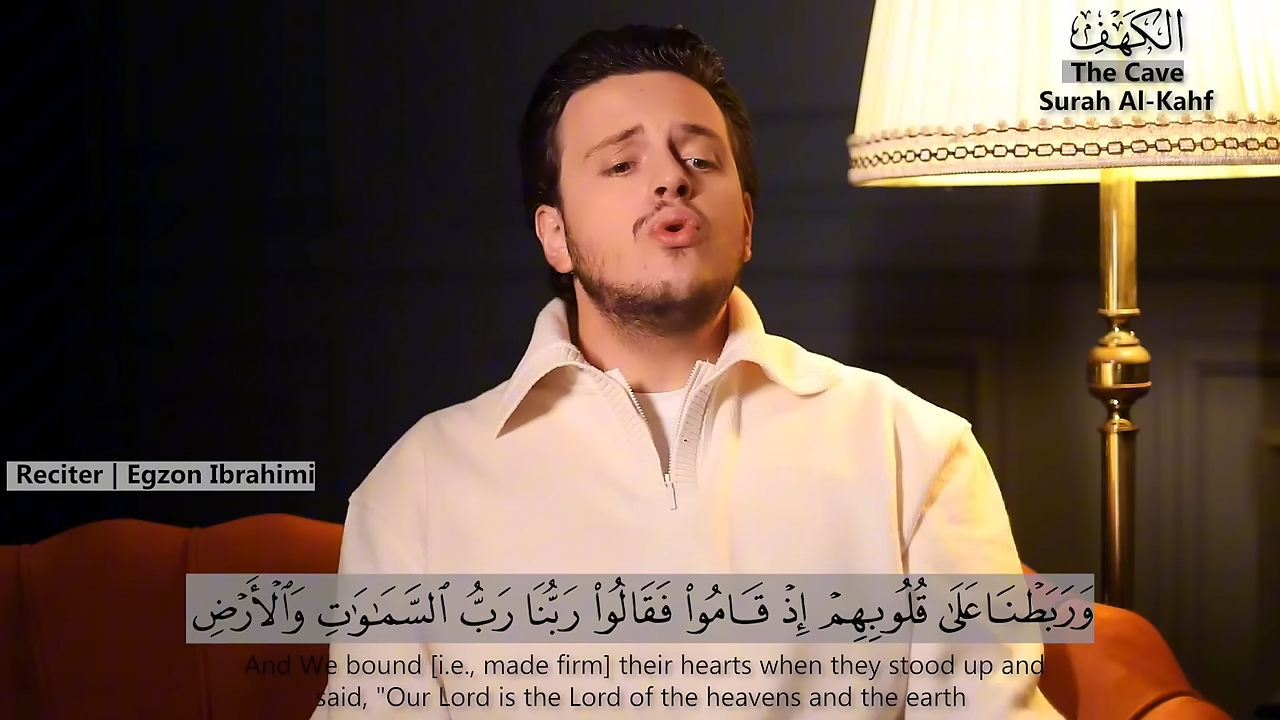 الكهف
The Cave
Surah Al-Kahf
Reciter | Egzon Ibrahimi
وَرَبَطْنَا عَلَىٰ قُلُوبِهِمْ إِذْ قَامُوا۟ فَقَالُوا۟ رَبُّنَا رَبُّ ٱلسَّمَـٰوَٰتِ وَٱلْأَرْضِ
And We bound [i.e., made firm] their hearts when they stood up and
said, "Our Lord is the Lord of the heavens and the earth